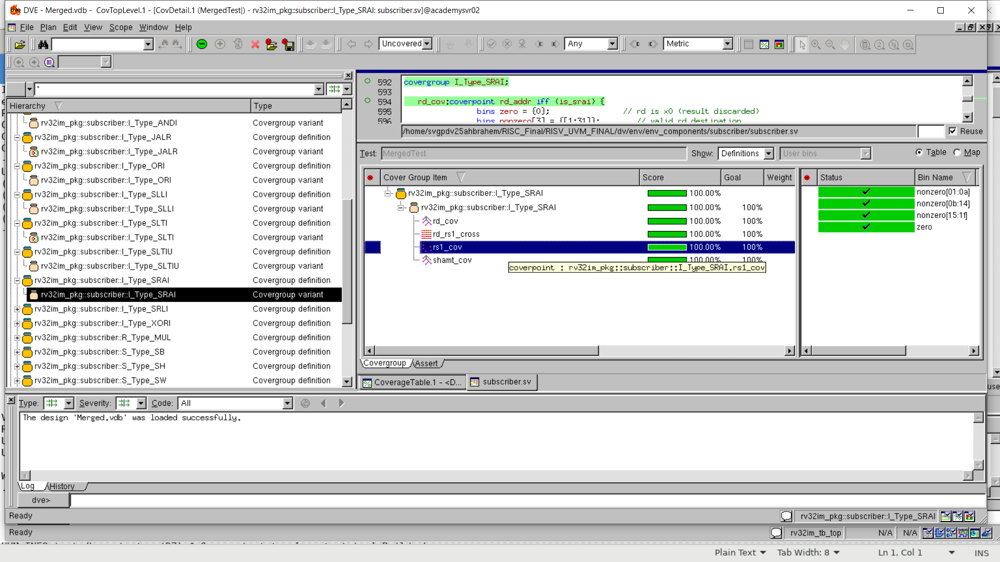 DVE - Merged.vdb - CovTopLevel.1 - [CovDetail.1 (MergedTest|) - rv32im_pkg::subscriber::I_Type_SRAI: subscriber.sv]@academysvr02
File Plan Edit View Scope Window Help
Uncovered Any Metric
*
Hierarchy Type
rv32im_pkg::subscriber::I_Type_ANDI Covergroup variant
rv32im_pkg::subscriber::I_Type_JALR Covergroup definition
rv32im_pkg::subscriber::I_Type_JALR Covergroup variant
rv32im_pkg::subscriber::I_Type_ORI Covergroup definition
rv32im_pkg::subscriber::I_Type_ORI Covergroup variant
rv32im_pkg::subscriber::I_Type_SLLI Covergroup definition
rv32im_pkg::subscriber::I_Type_SLLI Covergroup variant
rv32im_pkg::subscriber::I_Type_SLTI Covergroup definition
rv32im_pkg::subscriber::I_Type_SLTI Covergroup variant
rv32im_pkg::subscriber::I_Type_SLTIU Covergroup definition
rv32im_pkg::subscriber::I_Type_SLTIU Covergroup variant
rv32im_pkg::subscriber::I_Type_SRAI Covergroup definition
rv32im_pkg::subscriber::I_Type_SRAI Covergroup variant
rv32im_pkg::subscriber::I_Type_SRLI Covergroup definition
rv32im_pkg::subscriber::I_Type_XORI Covergroup definition
rv32im_pkg::subscriber::R_Type_MUL Covergroup definition
rv32im_pkg::subscriber::S_Type_SB Covergroup definition
rv32im_pkg::subscriber::S_Type_SH Covergroup definition
rv32im_pkg::subscriber::S_Type_SW Covergroup definition
592 covergroup I_Type_SRAI;
593
594 rd_cov:coverpoint rd_addr iff (is_srai) {
595 bins zero = {0}; // rd is x0 (result discarded)
596 bins nonzero[3] = {[1:31]}; // valid rd destination
/home/svgpdv25ahbrahem/RISC_Final/RISV_UVM_FINAL/dv/env/env_components/subscriber/subscriber.sv Reuse
Test: MergedTest Show: Definitions User bins Table Map
Cover Group Item Score Goal Weight
rv32im_pkg::subscriber::I_Type_SRAI 100.00%
rv32im_pkg::subscriber::I_Type_SRAI 100.00% 100%
rd_cov 100.00% 100%
rd_rs1_cross 100.00% 100%
rs1_cov 100.00% 100%
shamt_cov 100.00% 100%
coverpoint : rv32im_pkg::subscriber::I_Type_SRAI.rs1_cov
Status Bin Name
nonzero[01:0a]
nonzero[0b:14]
nonzero[15:1f]
zero
Covergroup Assert
CoverageTable.1 - <D... subscriber.sv
Type: Severity: Code: All
The design 'Merged.vdb' was loaded successfully.
Log History
dve>
Ready rv32im_pkg::subscriber::I_Type_SRAI
Ready rv32im_tb_top N/A N/A
Plain Text Tab Width: 8 Ln 1, Col 1 INS